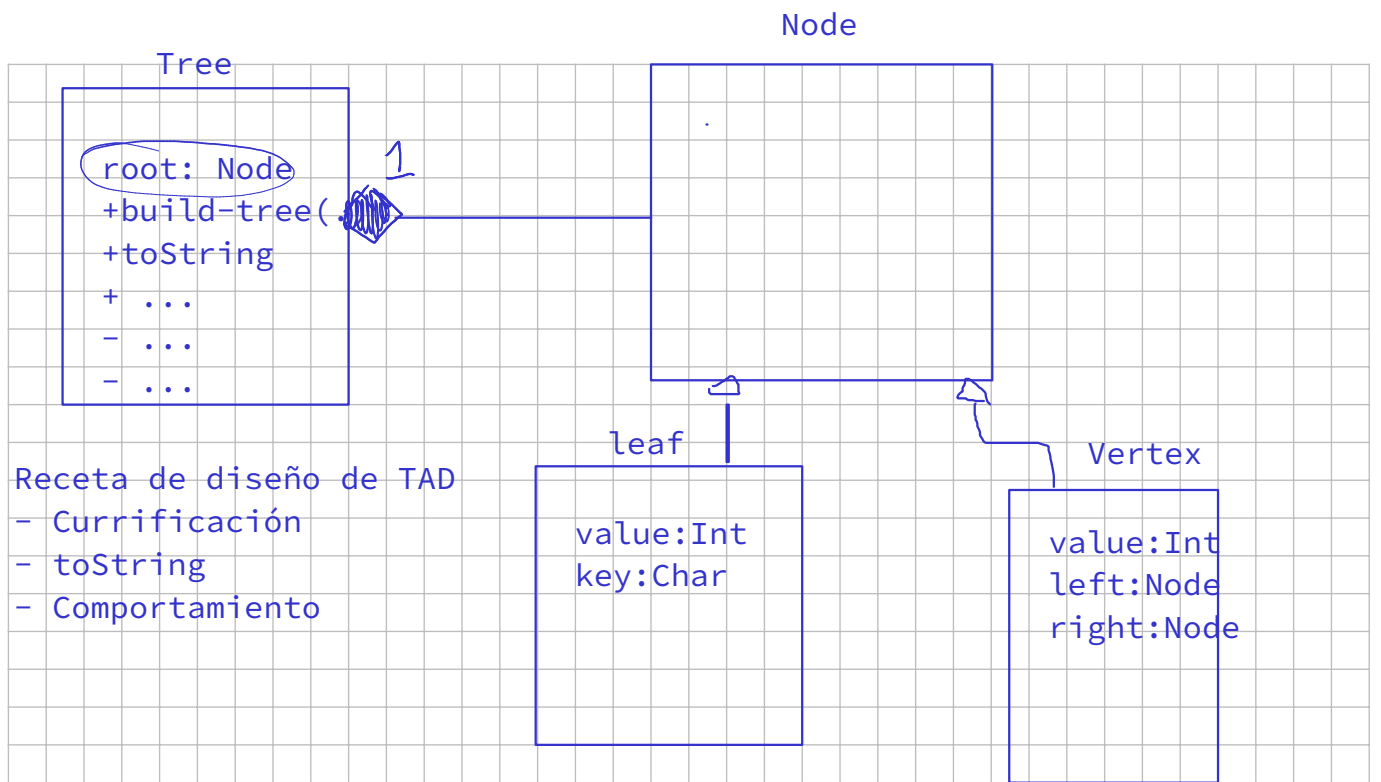 Node
Tree
root: Node
1
+build-tree(.
+toString
+ ...
- ...
- ...
leaf
value:Int
key:Char
Vertex
value:Int
left:Node
right:Node
Receta de diseño de TAD
- Currificación
- toString
- Comportamiento